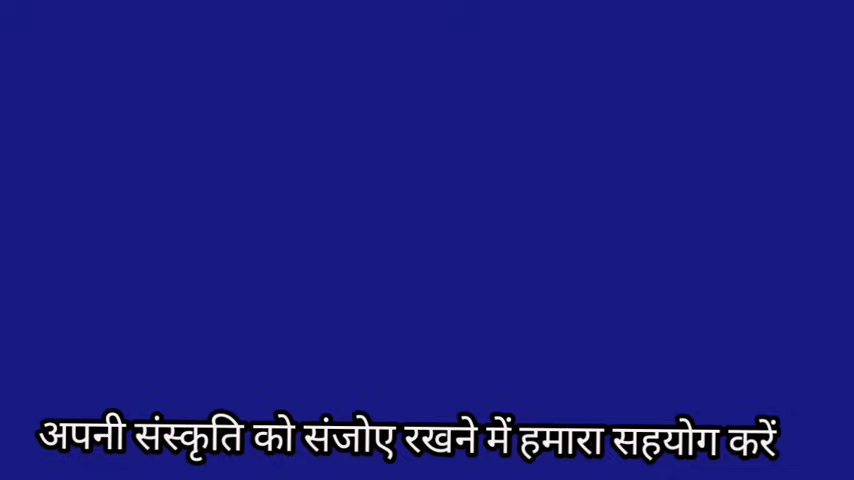 अपनी संस्कृति को संजोए रखने में हमारा सहयोग करें